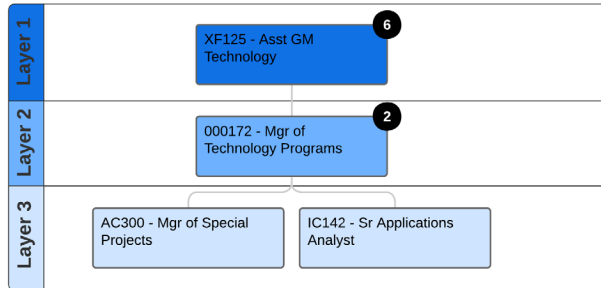 Layer 1
6
XF125 - Asst GM
Technology
Layer 2
2
000172 - Mgr of
Technology Programs
Layer 3
AC300 - Mgr of Special
Projects
IC142 - Sr Applications
Analyst